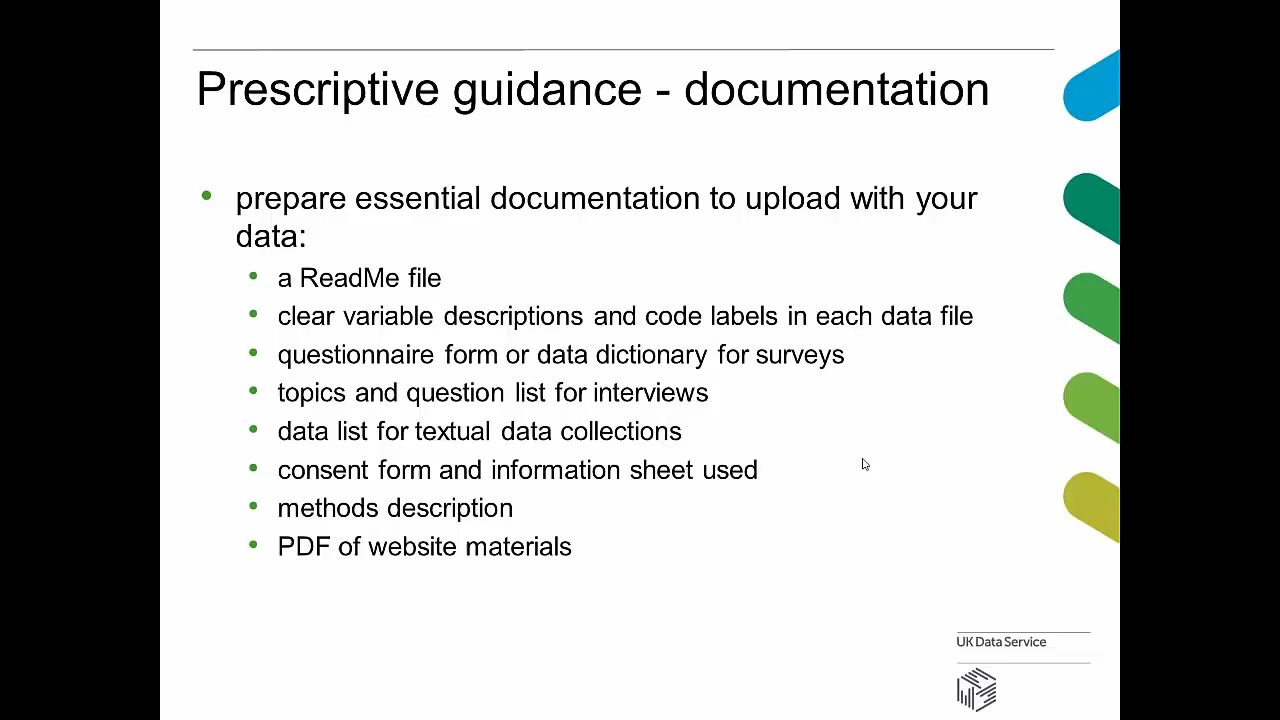 Prescriptive guidance - documentation
• prepare essential documentation to upload with your
data:
• a ReadMe file
• clear variable descriptions and code labels in each data file
• questionnaire form or data dictionary for surveys
• topics and question list for interviews
• data list for textual data collections
• consent form and information sheet used
• methods description
• PDF of website materials
UK Data Service